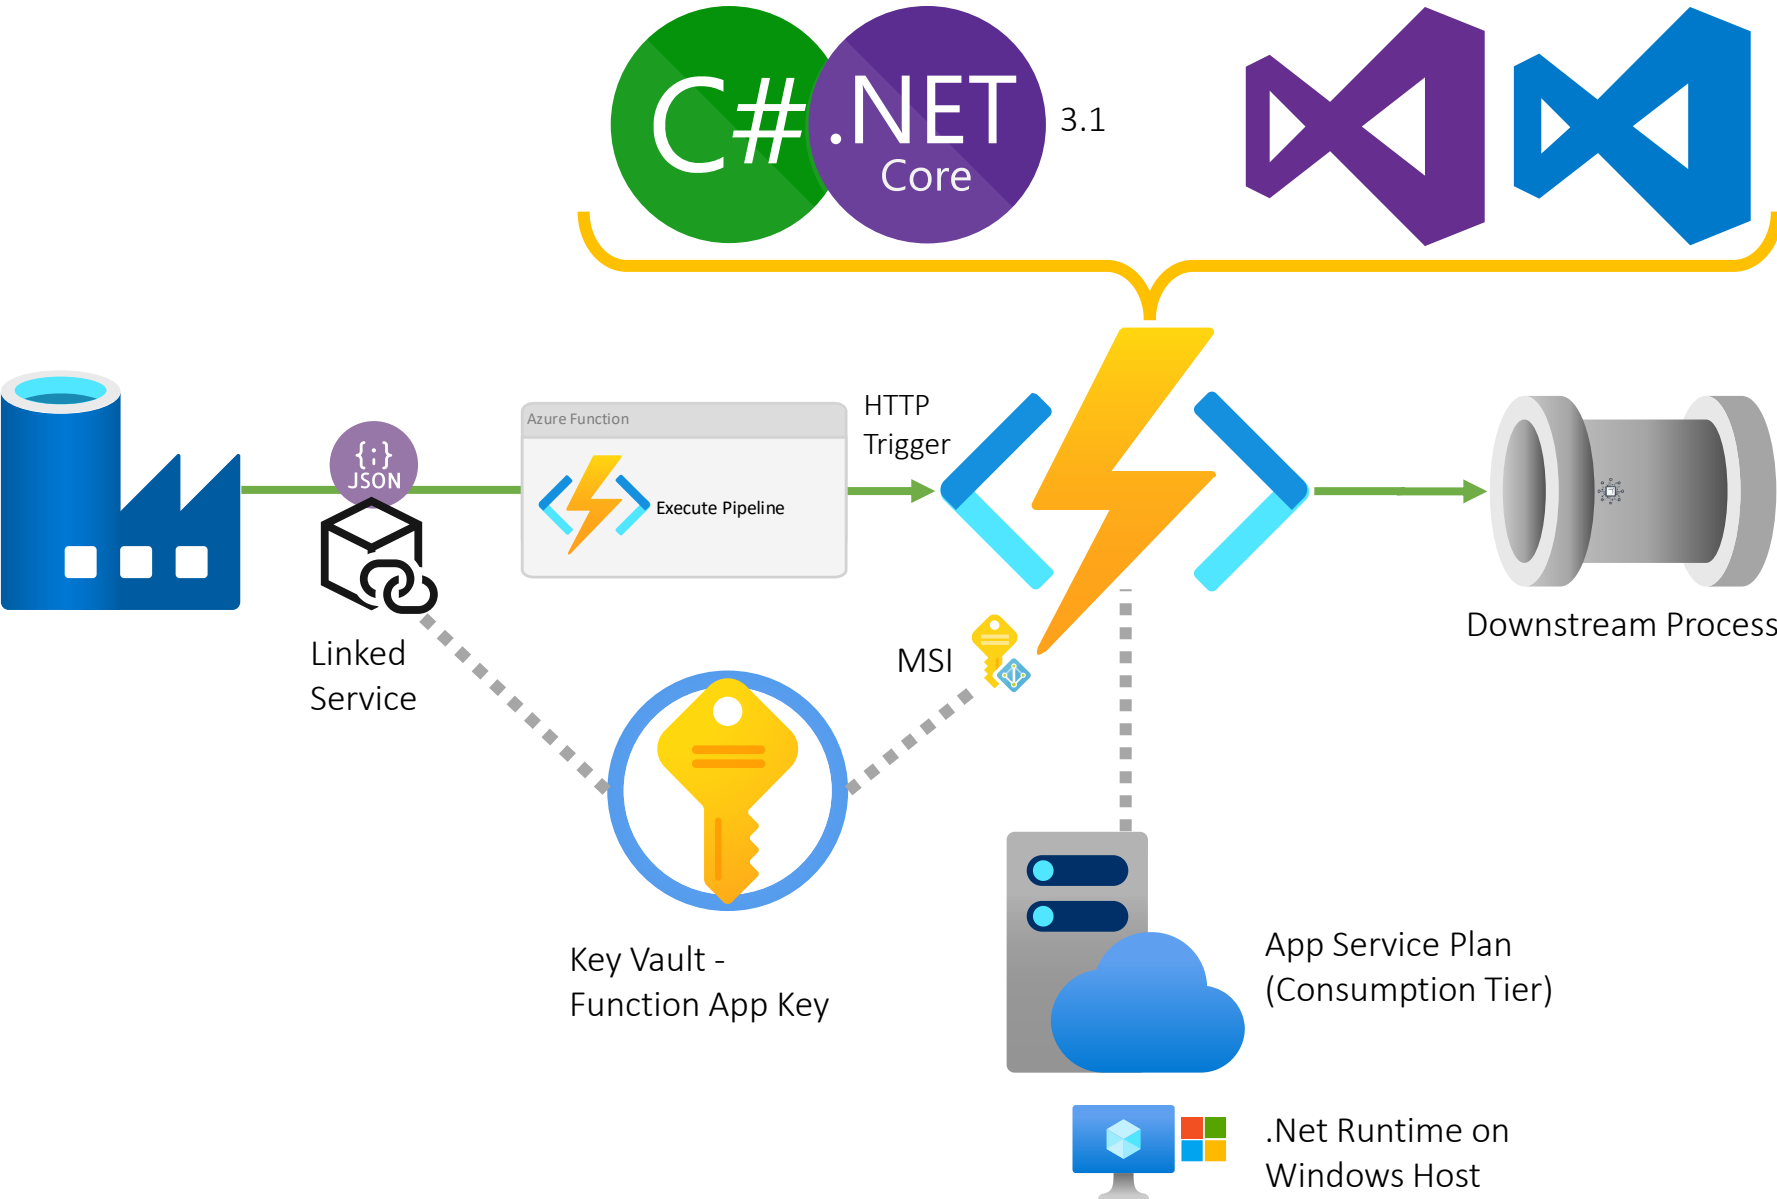 C#
.NET
Core
3.1
HTTP
Trigger
Azure Function
{;}
JSON
Execute Pipeline
Linked
Service
MSI
Downstream Process
Key Vault -
Function App Key
App Service Plan
(Consumption Tier)
.Net Runtime on
Windows Host